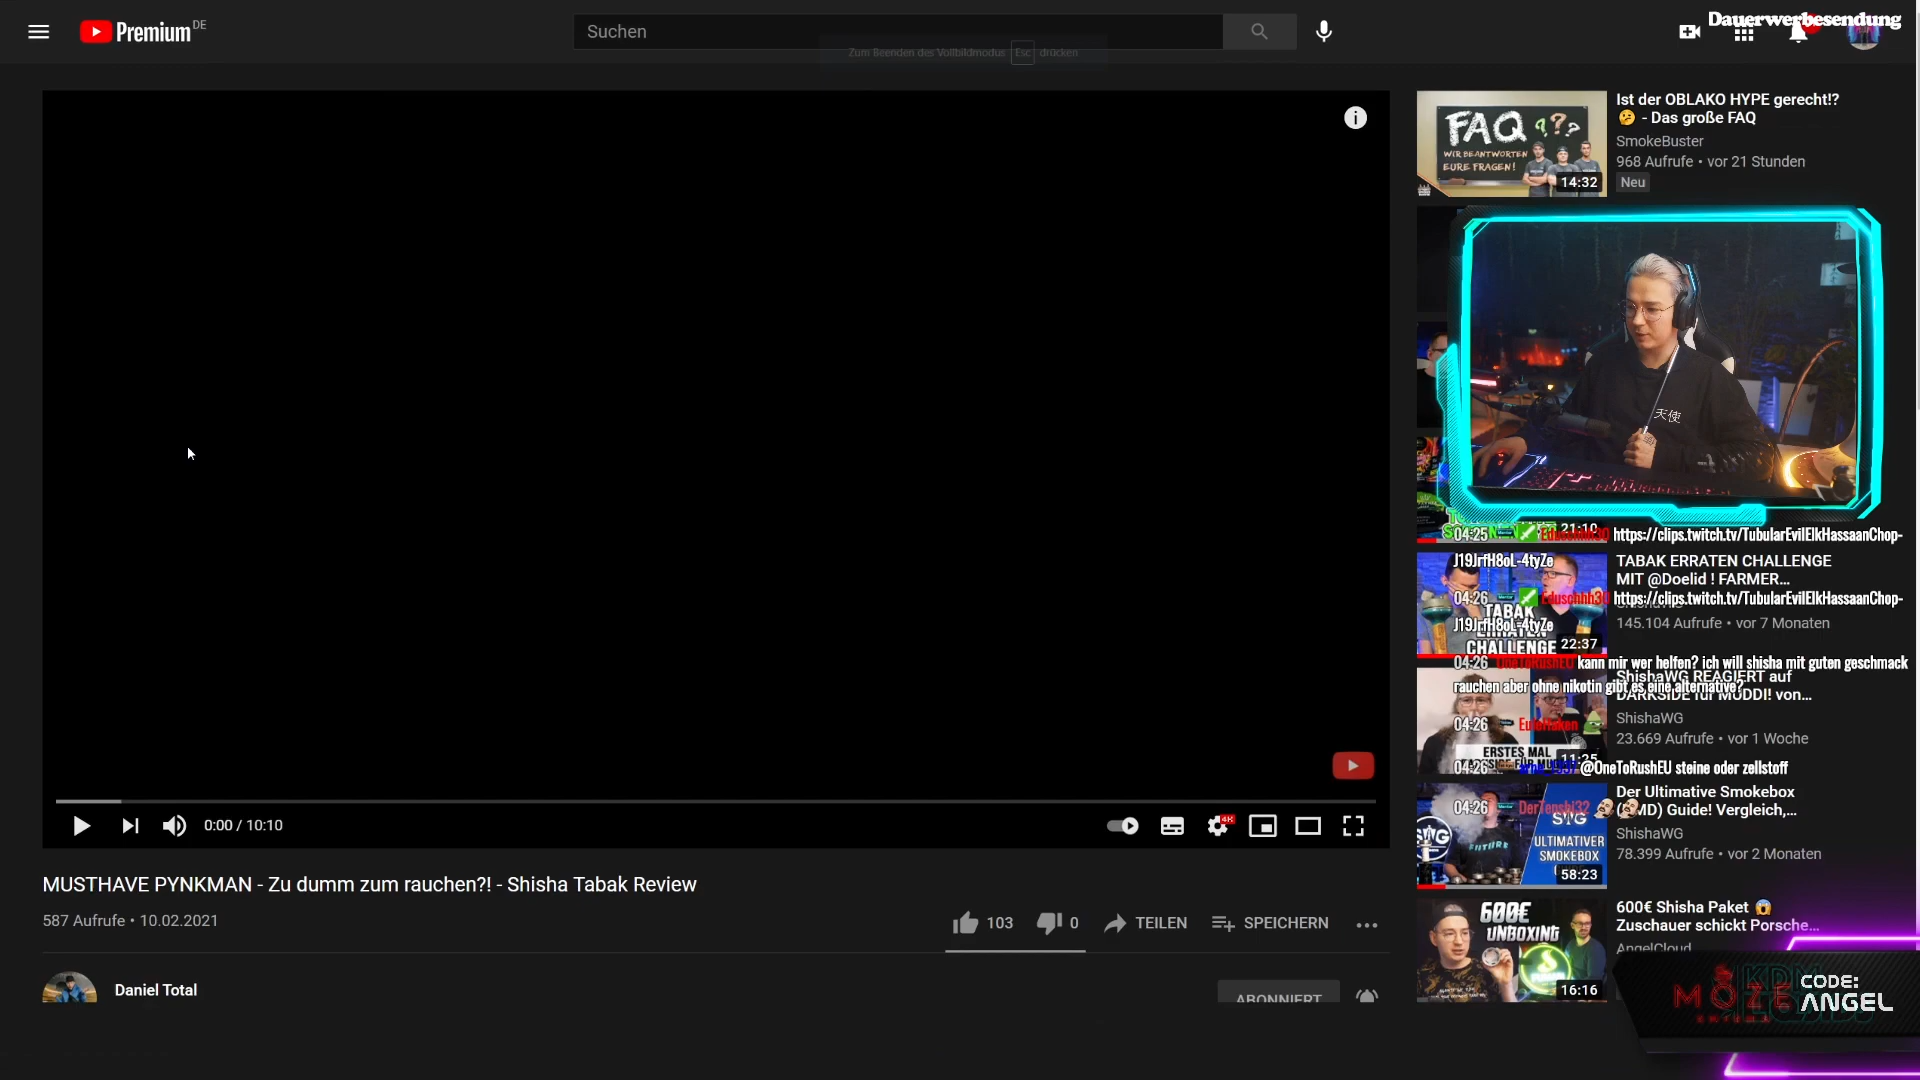 Premium DE
Suchen
Dauerwerbesendung
Zum Beenden des Vollbildmodus Esc drücken
FAQ ???
WIR BEANTWORTEN
EURE FRAGEN!
14:32
Ist der OBLAKO HYPE gerecht!?
🤔 - Das große FAQ
SmokeBuster
968 Aufrufe • vor 21 Stunden
Neu
天使
21:10
04:25 https://clips.twitch.tv/TubularEvilElkHassaanChop-
J19JrfH8oL-4tyZe
TABAK ERRATEN CHALLENGE
MIT @Doelid ! FARMER...
04:26 Eduschhh30 https://clips.twitch.tv/TubularEvilElkHassaanChop-
J19JrfH8oL-4tyZe
TABAK
ERRATEN
CHALLENGE
22:37
145.104 Aufrufe • vor 7 Monaten
04:26 OneToRushEU kann mir wer helfen? ich will shisha mit guten geschmack
rauchen aber ohne nikotin gibt es eine alternative?
ShishaWG REAGIERT auf
DARKSIDE für MUDDI! von...
ShishaWG
23.669 Aufrufe • vor 1 Woche
04:26
ERSTES MAL
11:25
04:26 @OneToRushEU steine oder zellstoff
Der Ultimative Smokebox
Guide! Vergleich,...
ShishaWG
78.399 Aufrufe • vor 2 Monaten
04:26 DerTenshi32
SWG
FUTURE
ULTIMATIVER
SMOKEBOX
58:23
600€
UNBOXING
16:16
600€ Shisha Paket 😱
Zuschauer schickt Porsche...
AngelCloud
MOZE
CODE:
ANGEL
0:00 / 10:10
4K
MUSTHAVE PYNKMAN - Zu dumm zum rauchen?! - Shisha Tabak Review
587 Aufrufe • 10.02.2021
103
0
TEILEN
SPEICHERN
Daniel Total
ABONNIERT